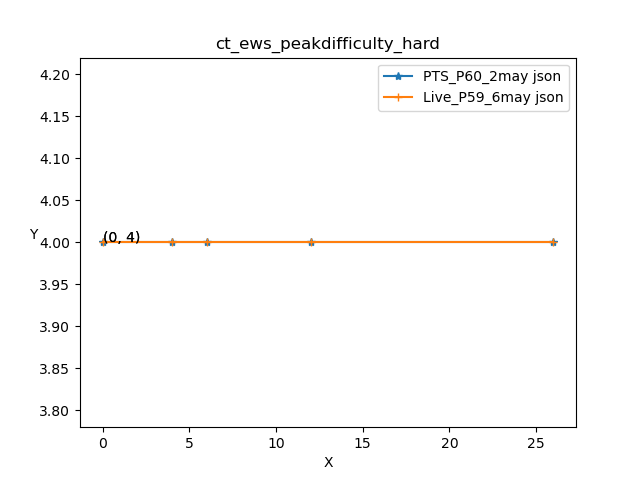 ct_ews_peakdifficulty_hard
PTS_P60_2may json
Live_P59_6may json
4.20
4.15
4.10
4.05
Y
4.00
(0, 4)
3.95
3.90
3.85
3.80
0 5 10 15 20 25
X